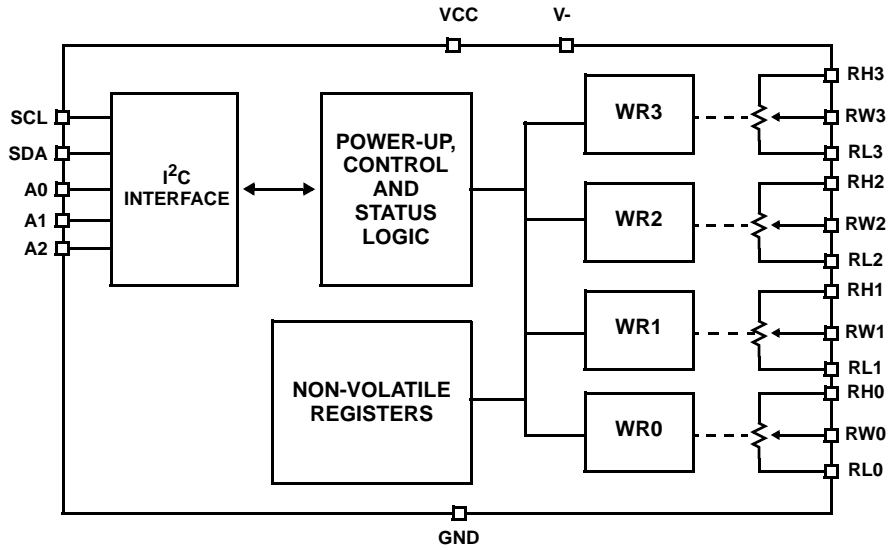 VCC
V-
SCL
SDA
A0
A1
A2
I²C
INTERFACE
POWER-UP,
CONTROL
AND
STATUS
LOGIC
NON-VOLATILE
REGISTERS
WR3
WR2
WR1
WR0
RH3
RW3
RL3
RH2
RW2
RL2
RH1
RW1
RL1
RH0
RW0
RL0
GND